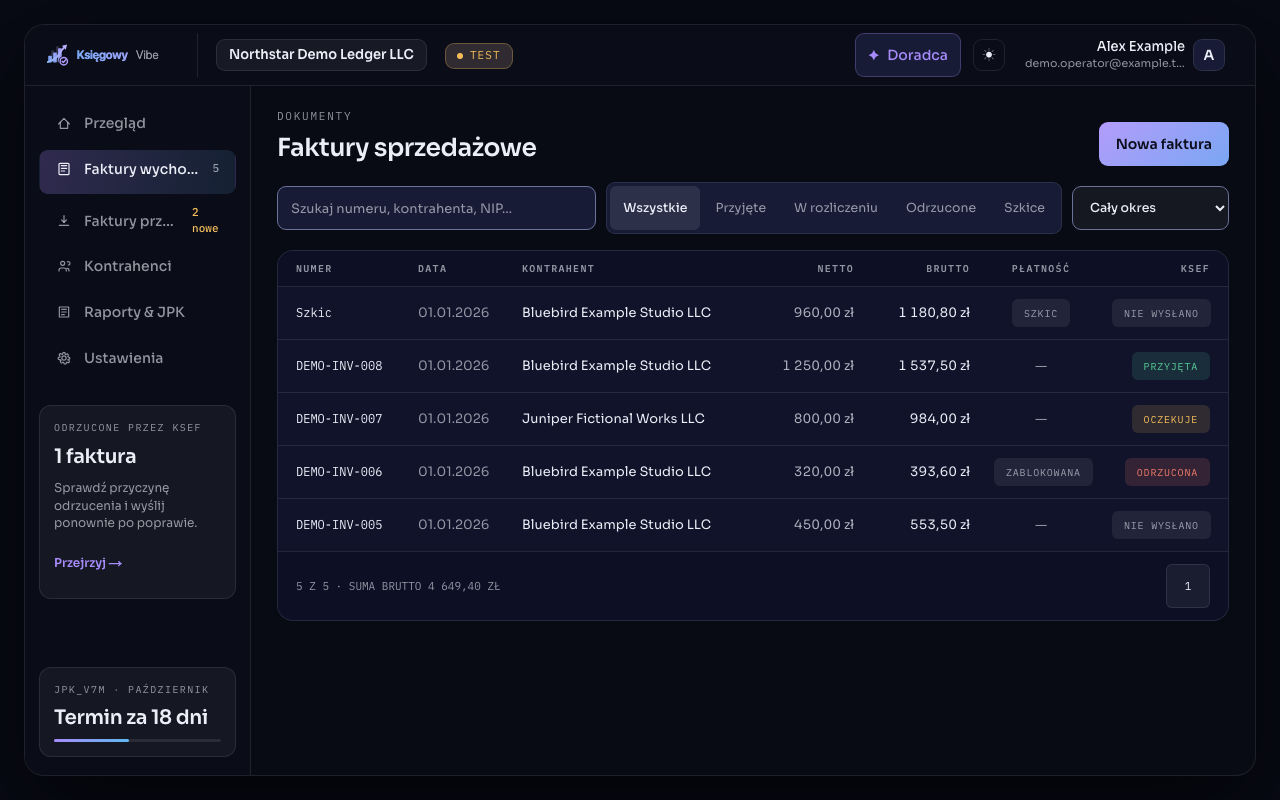 Księgowy Vibe
Northstar Demo Ledger LLC
TEST
Doradca
Alex Example
demo.operator@example.t...
A
Przegląd
Faktury wycho... 5
Faktury prz... 2 nowe
Kontrahenci
Raporty & JPK
Ustawienia
ODRZUCONE PRZEZ KSEF
1 faktura
Sprawdź przyczynę
odrzucenia i wyślij
ponownie po poprawie.
Przejrzyj →
JPK_V7M · PAŹDZIERNIK
Termin za 18 dni
DOKUMENTY
Faktury sprzedażowe
Nowa faktura
Szukaj numeru, kontrahenta, NIP...
Wszystkie Przyjęte W rozliczeniu Odrzucone Szkice
Cały okres
NUMER DATA KONTRAHENT NETTO BRUTTO PŁATNOŚĆ KSEF
Szkic 01.01.2026 Bluebird Example Studio LLC 960,00 zł 1 180,80 zł SZKIC NIE WYSŁANO
DEMO-INV-008 01.01.2026 Bluebird Example Studio LLC 1 250,00 zł 1 537,50 zł — PRZYJĘTA
DEMO-INV-007 01.01.2026 Juniper Fictional Works LLC 800,00 zł 984,00 zł — OCZEKUJE
DEMO-INV-006 01.01.2026 Bluebird Example Studio LLC 320,00 zł 393,60 zł ZABLOKOWANA ODRZUCONA
DEMO-INV-005 01.01.2026 Bluebird Example Studio LLC 450,00 zł 553,50 zł — NIE WYSŁANO
5 Z 5 · SUMA BRUTTO 4 649,40 ZŁ
1